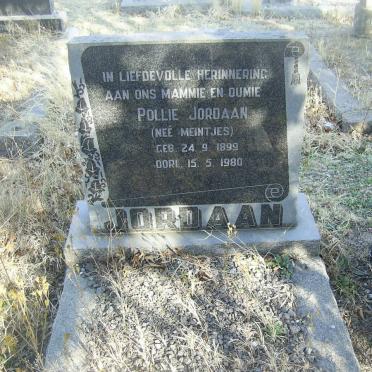 IN LIEFDEVOLLE HERINNERING
AAN ONS MAMMIE EN OUMIE
POLLIE JORDAAN
(NEÉ MEINTJES)
GEB. 24.9.1899
OORL. 15.5.1980
JORDAAN